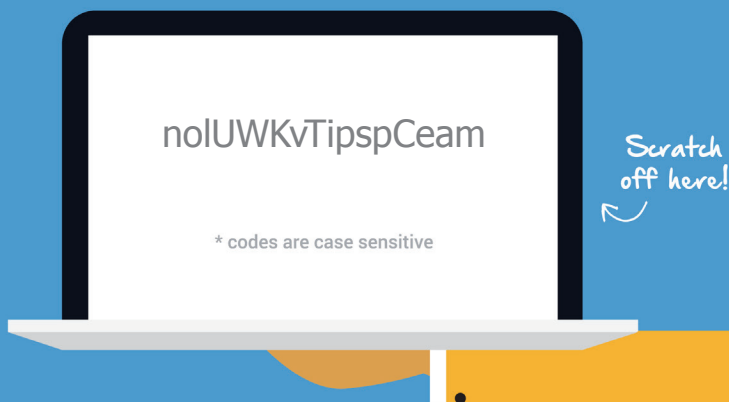 nolUWKvTipspCeam
Scratch
off here!
* codes are case sensitive